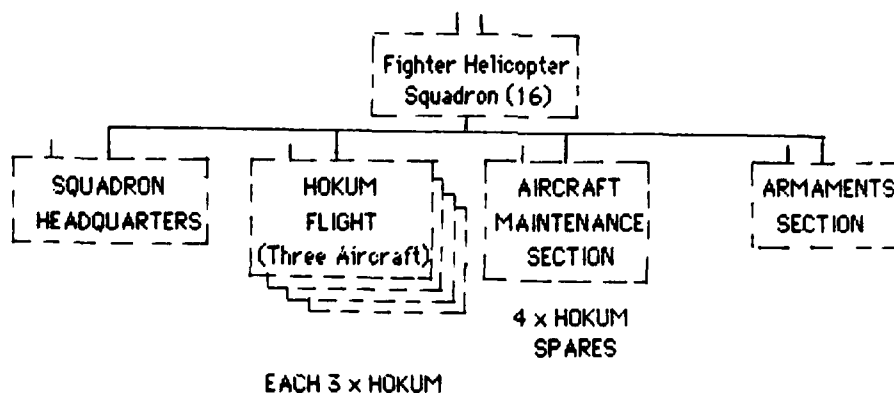 Fighter Helicopter
Squadron (16)
SQUADRON
HEADQUARTERS
HOKUM
FLIGHT
(Three Aircraft)
AIRCRAFT
MAINTENANCE
SECTION
ARMAMENTS
SECTION
4 x HOKUM
SPARES
EACH 3 x HOKUM